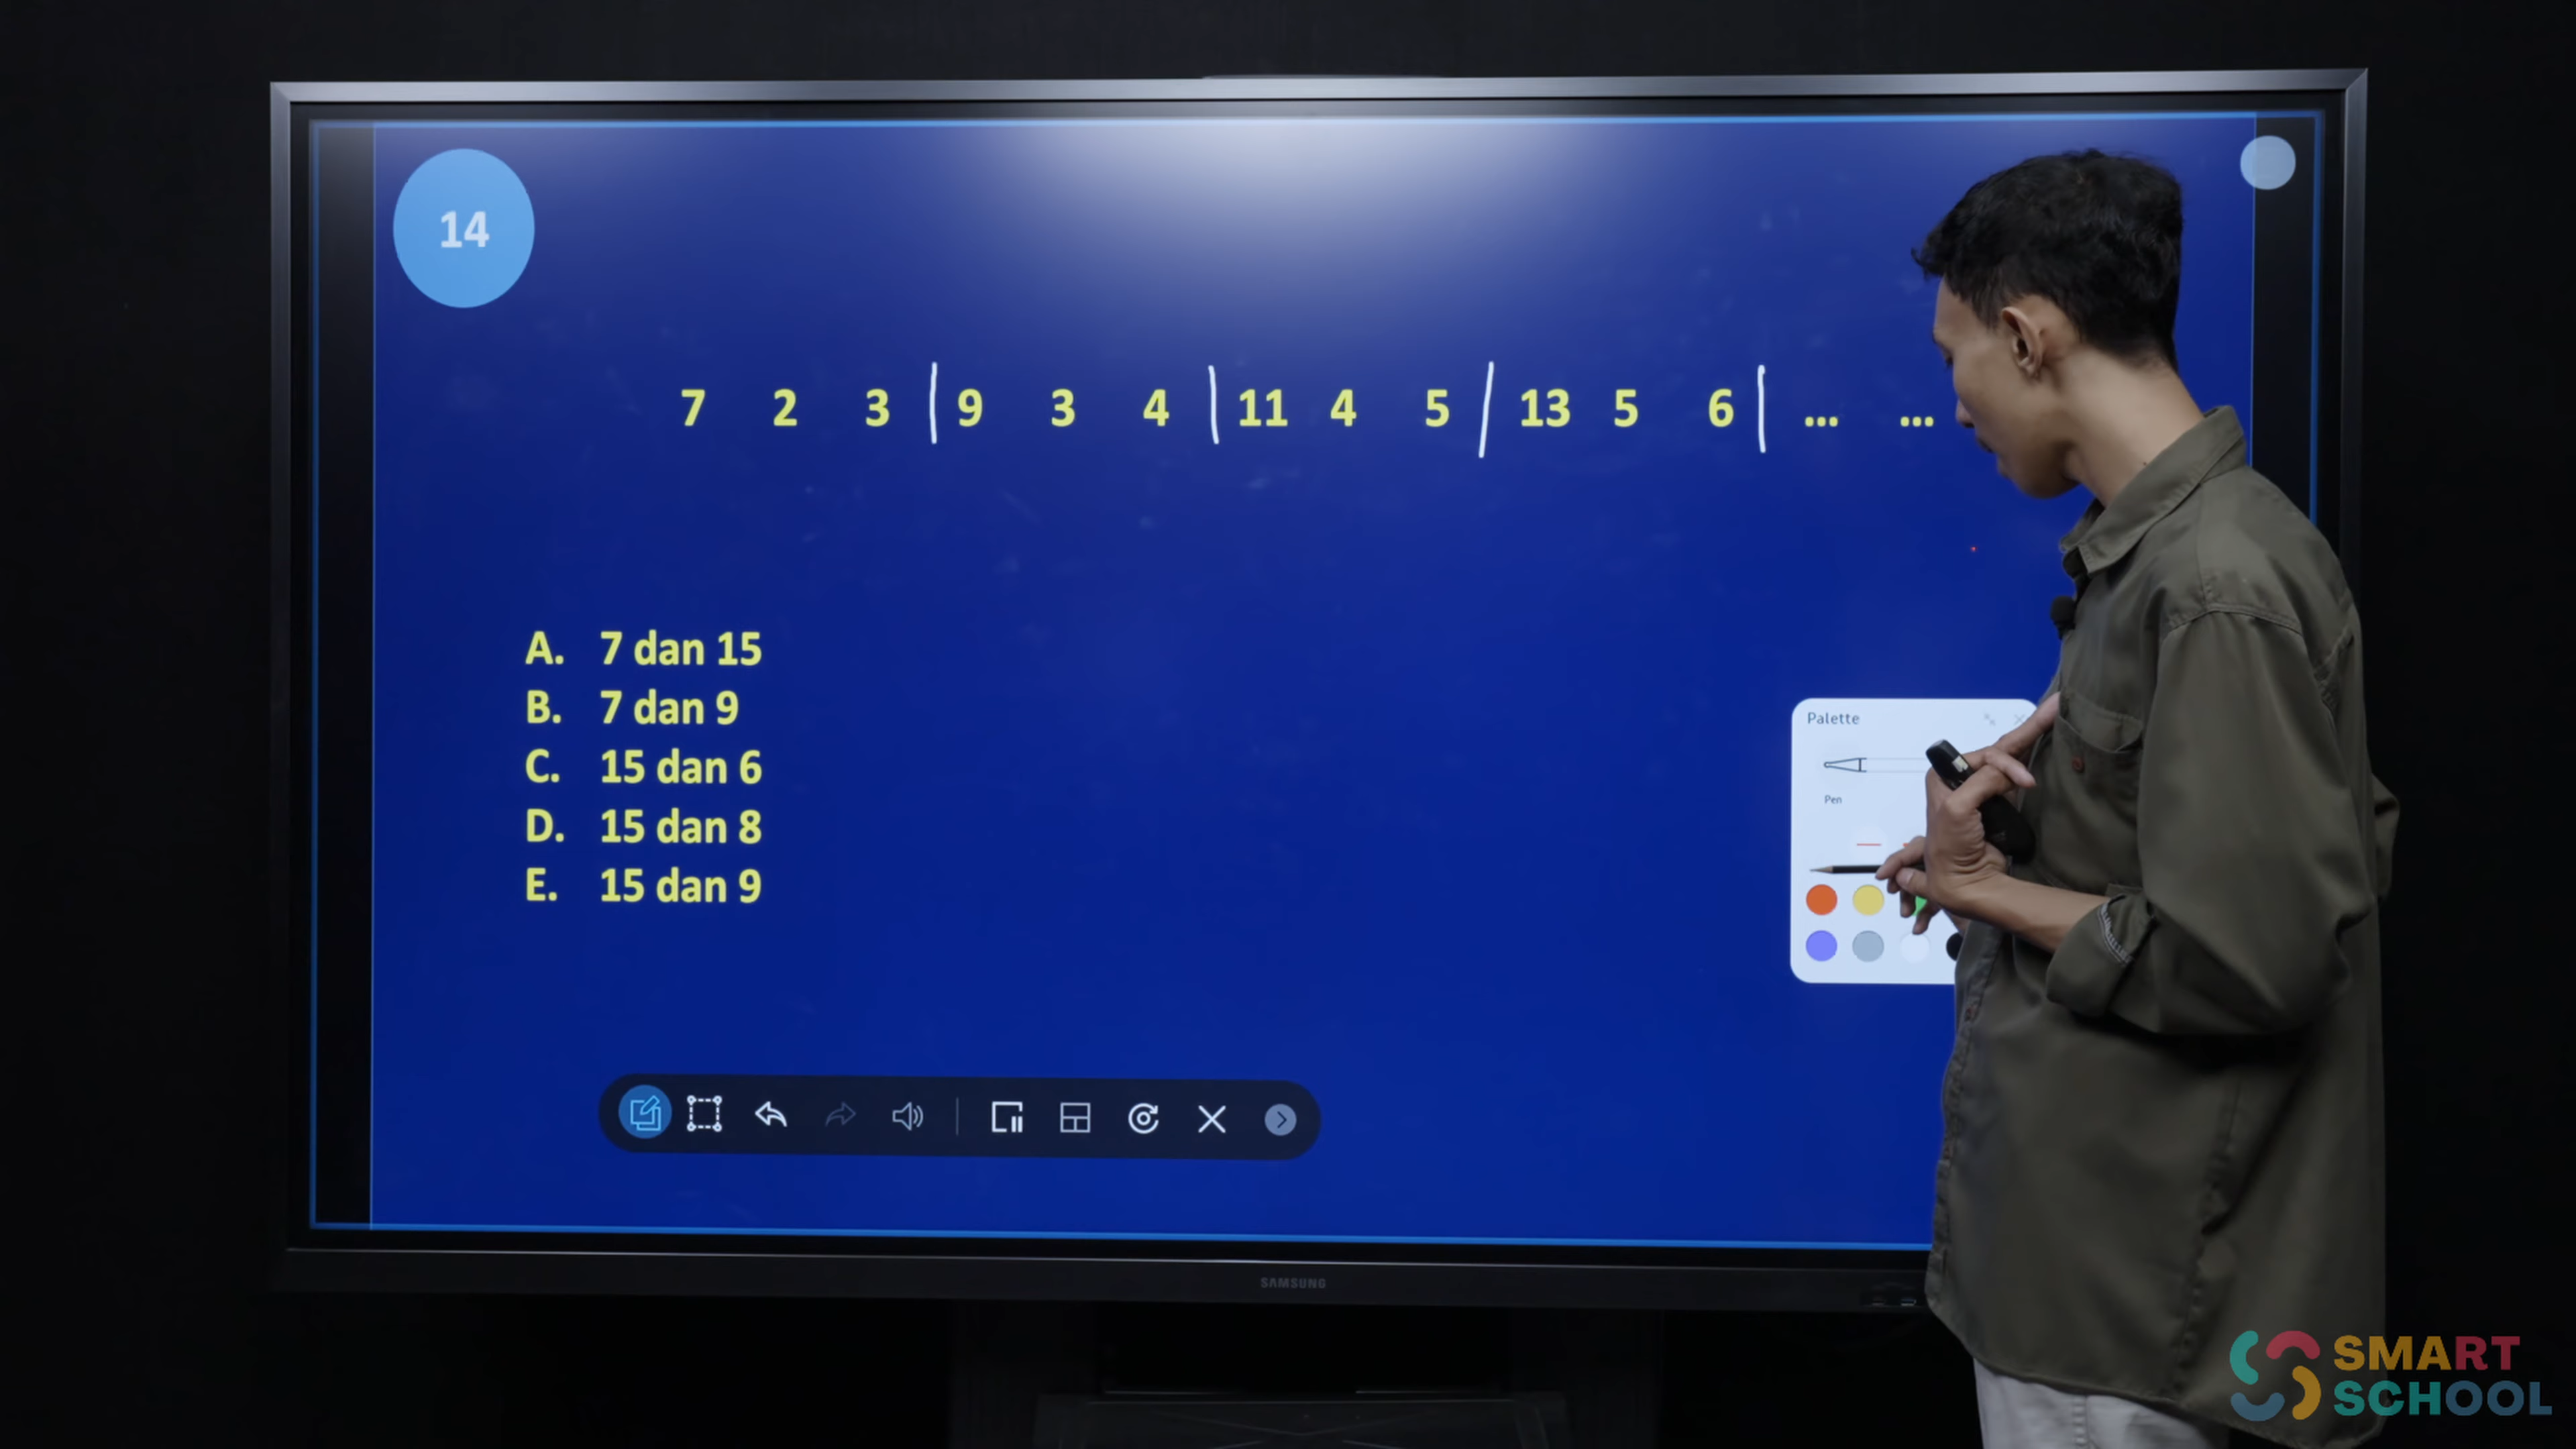 14
7 2 3 9 3 4 11 4 5 13 5 6 ... ...
A. 7 dan 15
B. 7 dan 9
C. 15 dan 6
D. 15 dan 8
E. 15 dan 9
Palette
Pen
SAMSUNG
SMART
SCHOOL